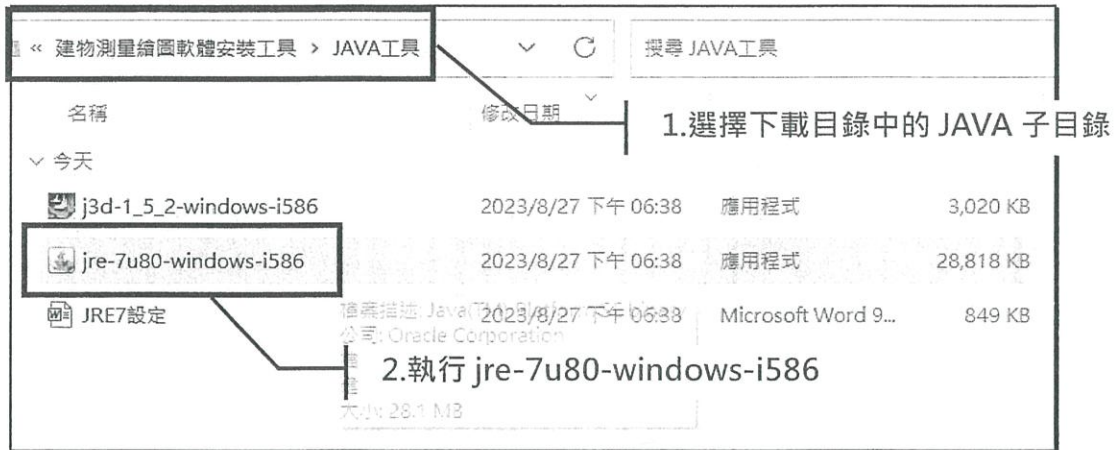 « 建物測量繪圖軟體安裝工具 › JAVA工具
搜尋 JAVA工具
名稱
修改日期
1.選擇下載目錄中的 JAVA 子目錄
今天
j3d-1_5_2-windows-i586 2023/8/27 下午 06:38 應用程式 3,020 KB
jre-7u80-windows-i586 2023/8/27 下午 06:38 應用程式 28,818 KB
JRE7設定 2023/8/27 下午 06:38 Microsoft Word 9... 849 KB
檔案描述: Java(TM) Platform SE binary
公司: Oracle Corporation
2.執行 jre-7u80-windows-i586
大小: 28.1 MB